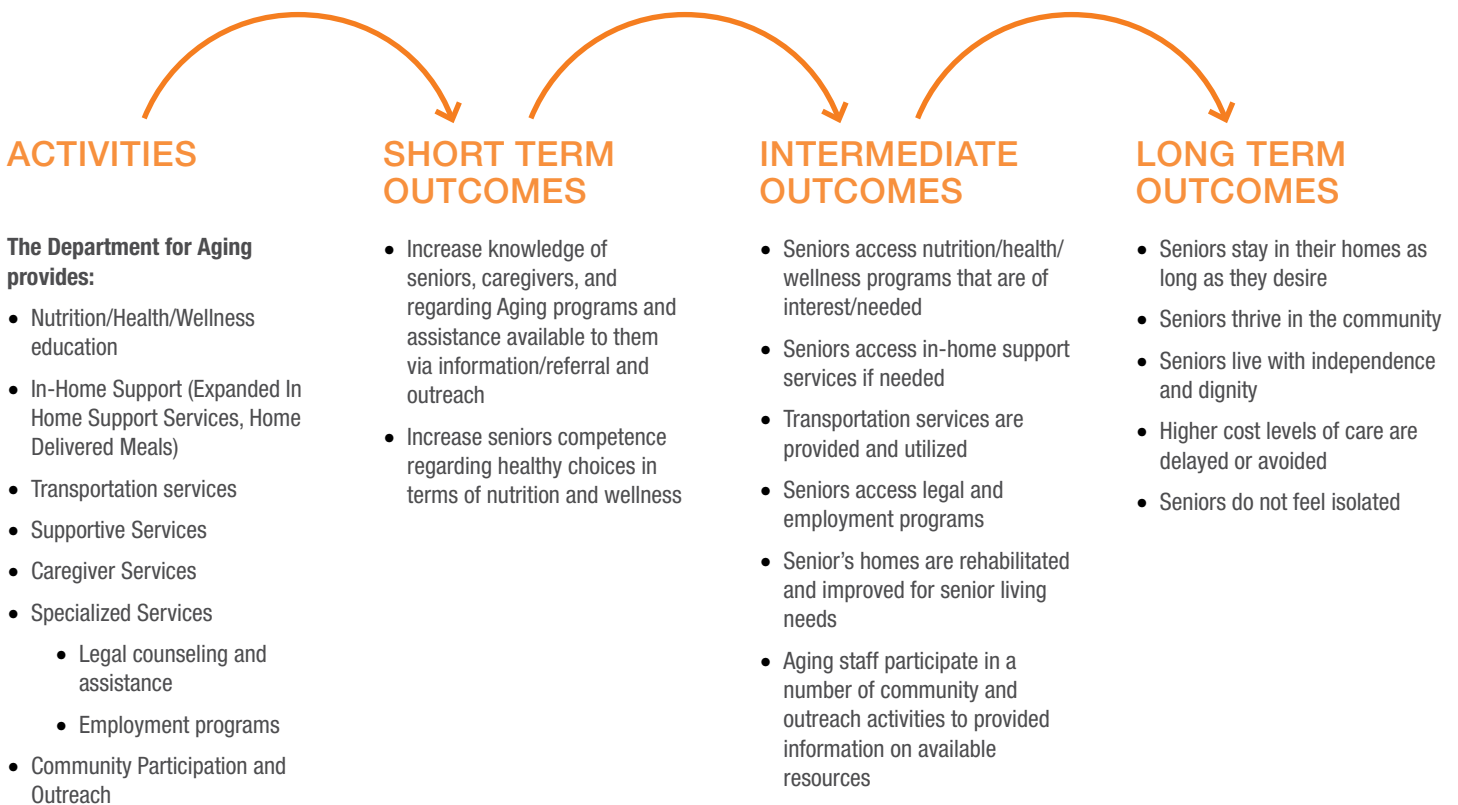 ACTIVITIES
The Department for Aging
provides:
• Nutrition/Health/Wellness
education
• In-Home Support (Expanded In
Home Support Services, Home
Delivered Meals)
• Transportation services
• Supportive Services
• Caregiver Services
• Specialized Services
• Legal counseling and
assistance
• Employment programs
• Community Participation and
Outreach
SHORT TERM
OUTCOMES
• Increase knowledge of
seniors, caregivers, and
regarding Aging programs and
assistance available to them
via information/referral and
outreach
• Increase seniors competence
regarding healthy choices in
terms of nutrition and wellness
INTERMEDIATE
OUTCOMES
• Seniors access nutrition/health/
wellness programs that are of
interest/needed
• Seniors access in-home support
services if needed
• Transportation services are
provided and utilized
• Seniors access legal and
employment programs
• Senior’s homes are rehabilitated
and improved for senior living
needs
• Aging staff participate in a
number of community and
outreach activities to provided
information on available
resources
LONG TERM
OUTCOMES
• Seniors stay in their homes as
long as they desire
• Seniors thrive in the community
• Seniors live with independence
and dignity
• Higher cost levels of care are
delayed or avoided
• Seniors do not feel isolated